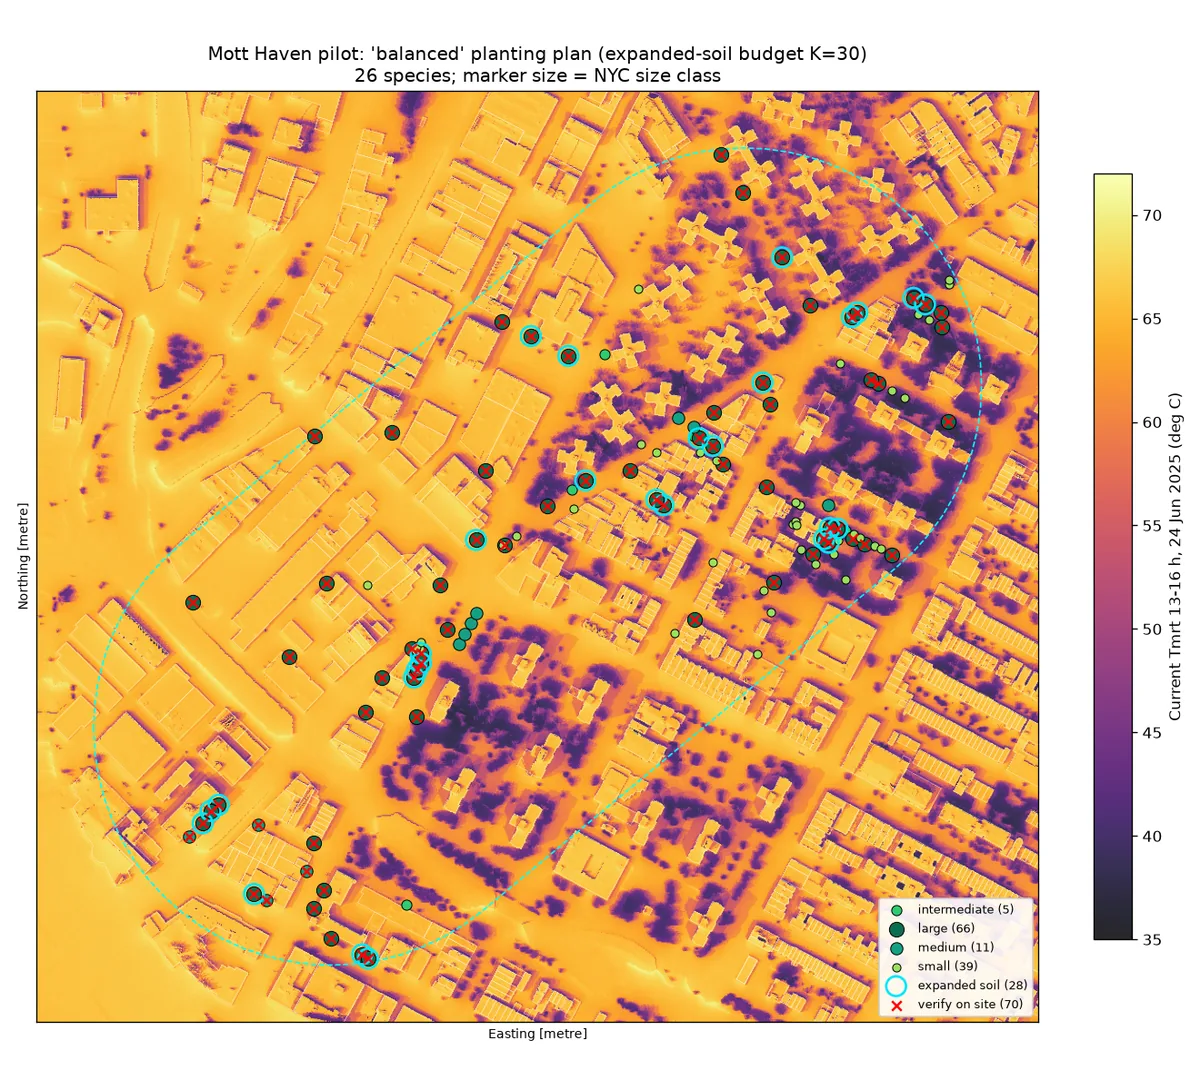 Mott Haven pilot: 'balanced' planting plan (expanded-soil budget K=30)
26 species; marker size = NYC size class
Northing [metre]
Easting [metre]
intermediate (5)
large (66)
medium (11)
small (39)
expanded soil (28)
verify on site (70)
70
65
60
55
50
45
40
35
Current Tmrt 13-16 h, 24 Jun 2025 (deg C)